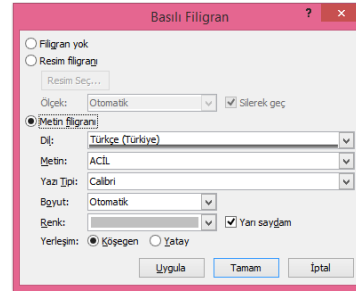 Basılı Filigran ? x
Filigran yok
Resim filigranı
Resim Seç...
Ölçek: Otomatik Silerek geç
Metin filigranı
Dil: Türkçe (Türkiye)
Metin: ACİL
Yazı Tipi: Calibri
Boyut: Otomatik
Renk: Yarı saydam
Yerleşim: Köşegen Yatay
Uygula Tamam İptal